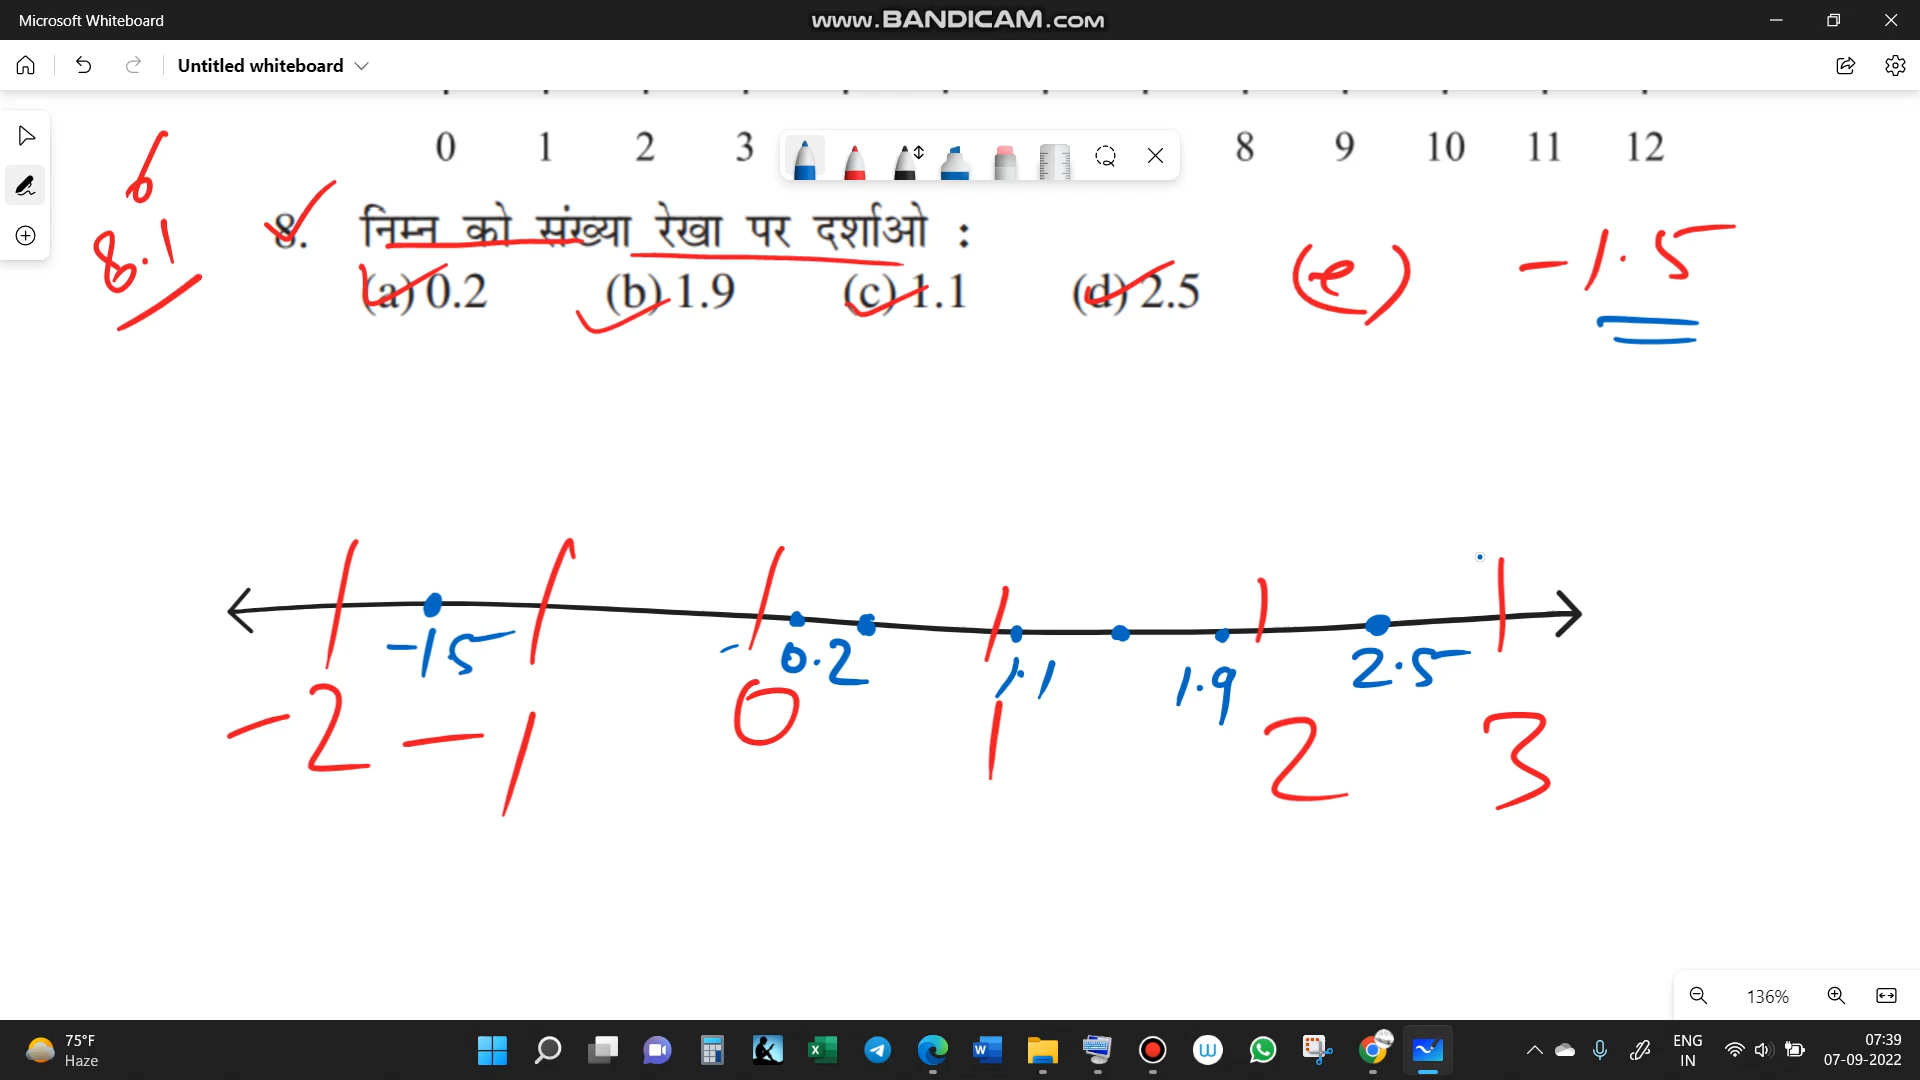 Microsoft Whiteboard
www.BANDICAM.com
Untitled whiteboard
0 1 2 3 8 9 10 11 12
6
8.1
8. निम्न को संख्या रेखा पर दर्शाओ :
(a) 0.2 (b) 1.9 (c) 1.1 (d) 2.5 (e) -1.5
-15 - 0.2 1.1 1.9 2.5
-2 -1 0 1 2 3
136%
75°F
Haze
ENG
IN
07:39
07-09-2022